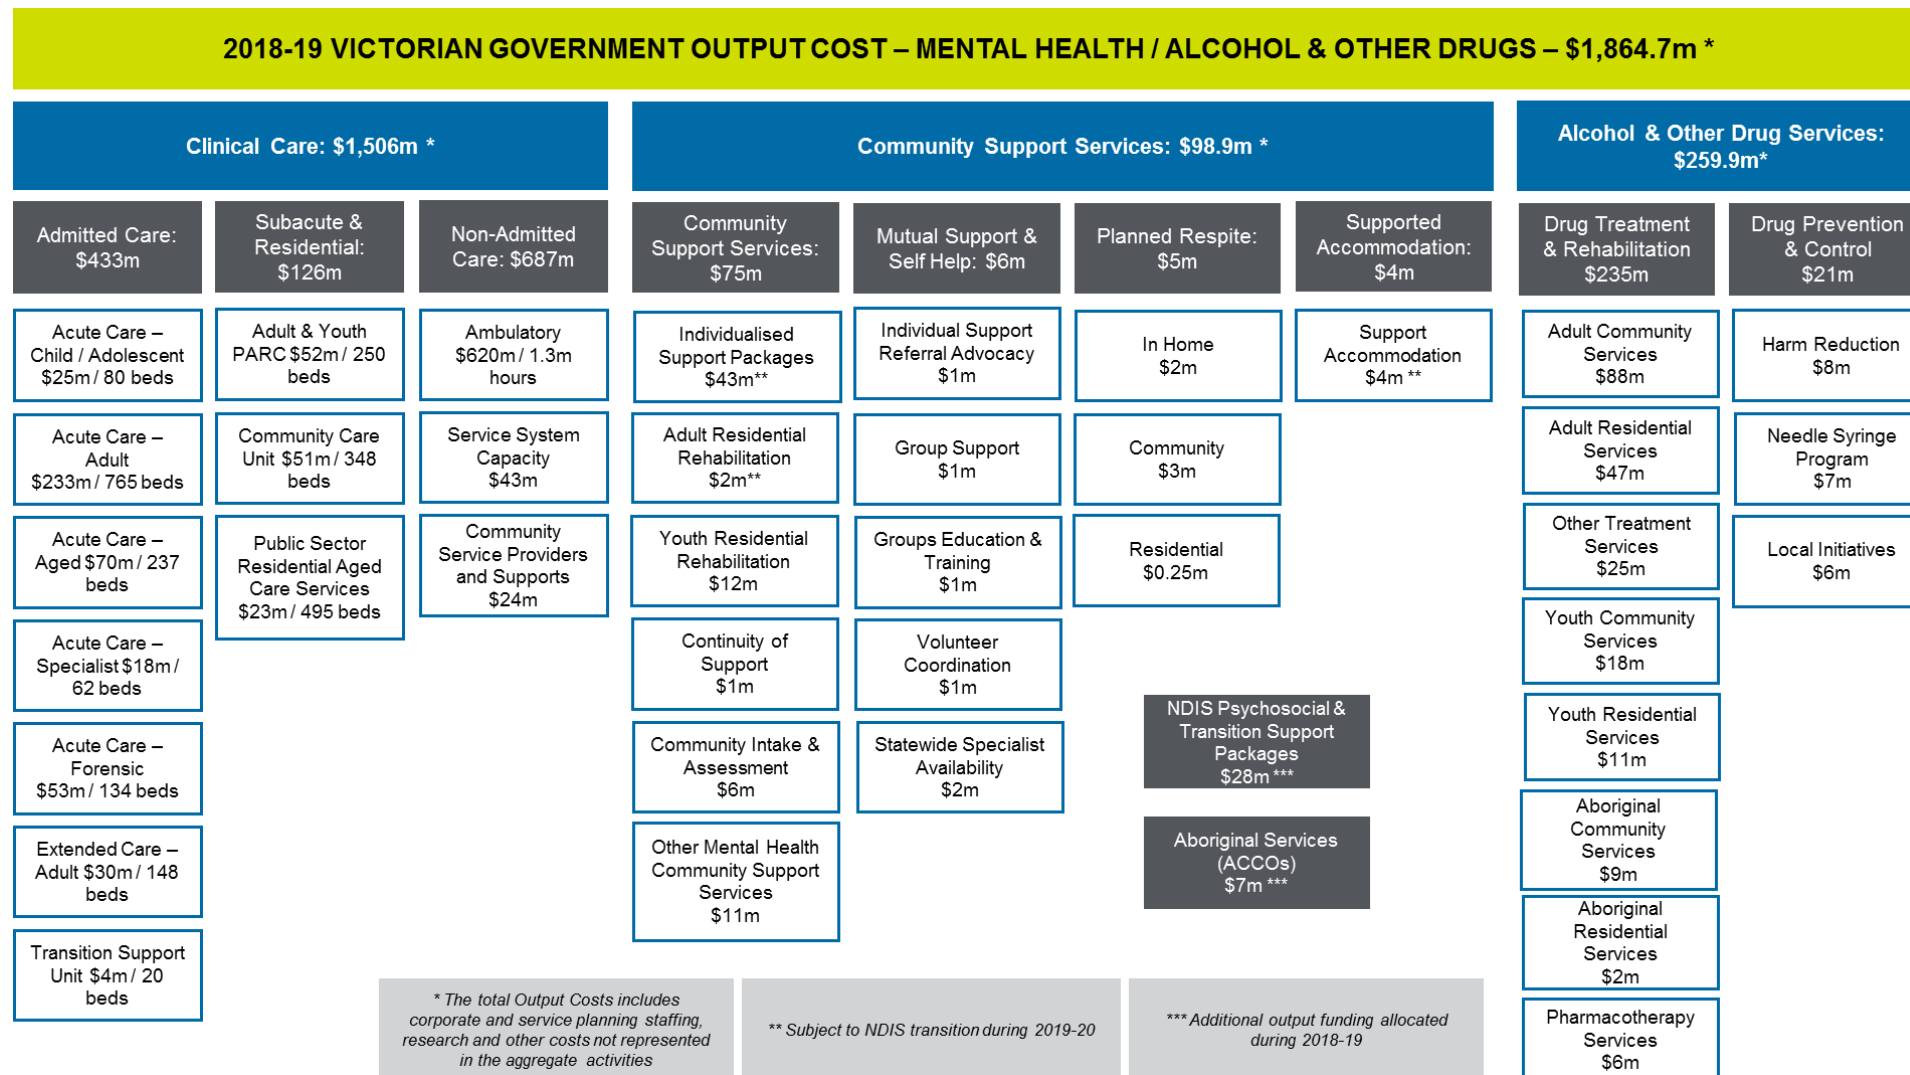 2018-19 VICTORIAN GOVERNMENT OUTPUT COST – MENTAL HEALTH / ALCOHOL & OTHER DRUGS – $1,864.7m *
Clinical Care: $1,506m *
Admitted Care:
$433m
Acute Care –
Child / Adolescent
$25m / 80 beds
Acute Care –
Adult
$233m / 765 beds
Acute Care –
Aged $70m / 237
beds
Acute Care –
Specialist $18m /
62 beds
Acute Care –
Forensic
$53m / 134 beds
Extended Care –
Adult $30m / 148
beds
Transition Support
Unit $4m / 20
beds
Subacute &
Residential:
$126m
Adult & Youth
PARC $52m / 250
beds
Community Care
Unit $51m / 348
beds
Public Sector
Residential Aged
Care Services
$23m / 495 beds
Non-Admitted
Care: $687m
Ambulatory
$620m / 1.3m
hours
Service System
Capacity
$43m
Community
Service Providers
and Supports
$24m
Community Support Services: $98.9m *
Community
Support Services:
$75m
Individualised
Support Packages
$43m**
Adult Residential
Rehabilitation
$2m**
Youth Residential
Rehabilitation
$12m
Continuity of
Support
$1m
Community Intake &
Assessment
$6m
Other Mental Health
Community Support
Services
$11m
Mutual Support &
Self Help: $6m
Individual Support
Referral Advocacy
$1m
Group Support
$1m
Groups Education &
Training
$1m
Volunteer
Coordination
$1m
Statewide Specialist
Availability
$2m
Planned Respite:
$5m
In Home
$2m
Community
$3m
Residential
$0.25m
Supported
Accommodation:
$4m
Support
Accommodation
$4m **
NDIS Psychosocial &
Transition Support
Packages
$28m ***
Aboriginal Services
(ACCOs)
$7m ***
Alcohol & Other Drug Services:
$259.9m*
Drug Treatment
& Rehabilitation
$235m
Adult Community
Services
$88m
Adult Residential
Services
$47m
Other Treatment
Services
$25m
Youth Community
Services
$18m
Youth Residential
Services
$11m
Aboriginal
Community
Services
$9m
Aboriginal
Residential
Services
$2m
Pharmacotherapy
Services
$6m
Drug Prevention
& Control
$21m
Harm Reduction
$8m
Needle Syringe
Program
$7m
Local Initiatives
$6m
* The total Output Costs includes
corporate and service planning staffing,
research and other costs not represented
in the aggregate activities
** Subject to NDIS transition during 2019-20
*** Additional output funding allocated
during 2018-19